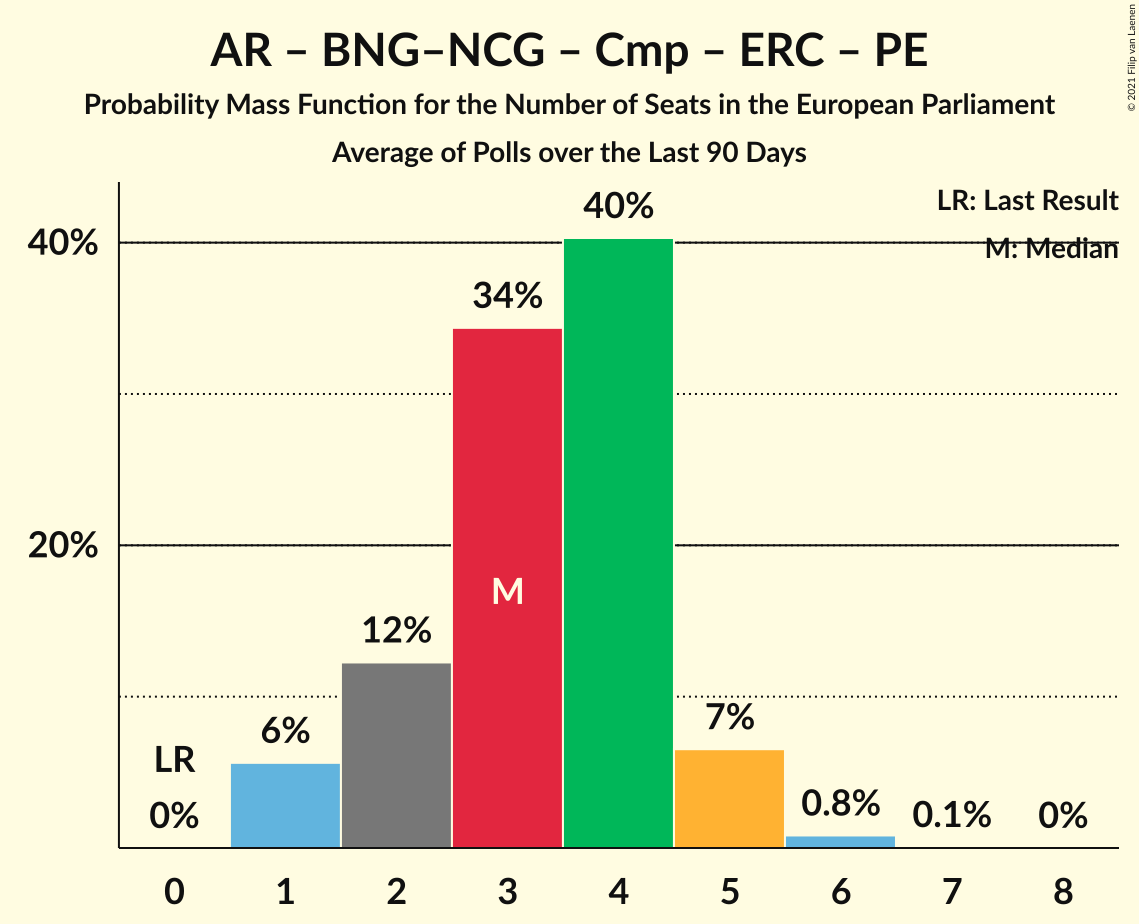 AR – BNG–NCG – Cmp – ERC – PE
Probability Mass Function for the Number of Seats in the European Parliament
Average of Polls over the Last 90 Days
© 2021 Filip van Laenen
LR: Last Result
M: Median
40%
20%
LR
0%
6%
12%
34%
M
40%
7%
0.8%
0.1%
0%
0 1 2 3 4 5 6 7 8